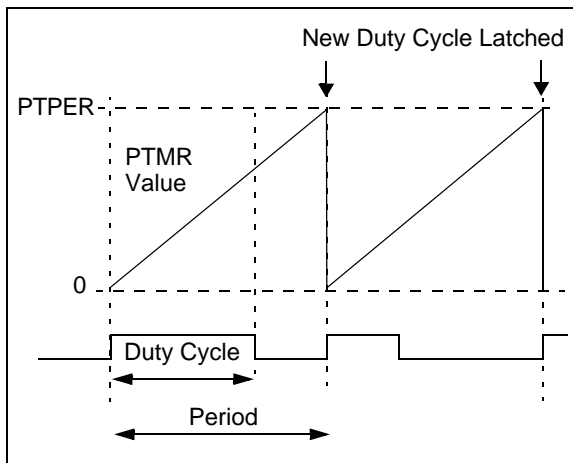 New Duty Cycle Latched
PTPER
PTMR
Value
0
Duty Cycle
Period